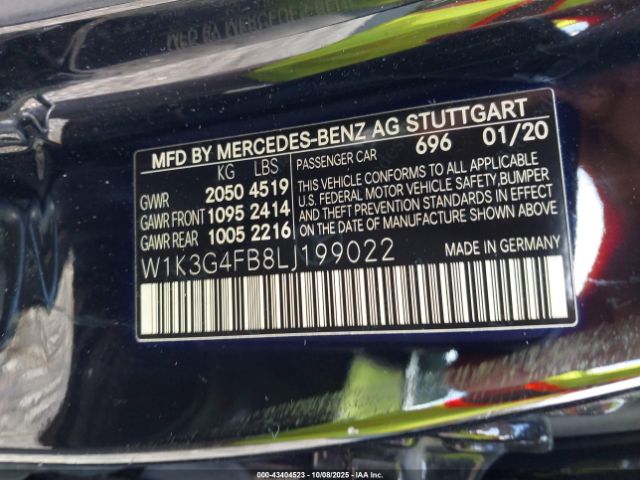 MFD BY MERCEDES-BENZ AG STUTTGART
KG LBS PASSENGER CAR 696 01/20
GVWR 2050 4519
GAWR FRONT 1095 2414
GAWR REAR 1005 2216
THIS VEHICLE CONFORMS TO ALL APPLICABLE
U.S. FEDERAL MOTOR VEHICLE SAFETY, BUMPER
AND THEFT PREVENTION STANDARDS IN EFFECT
ON THE DATE OF MANUFACTURE SHOWN ABOVE
W1K3G4FB8LJ199022 MADE IN GERMANY
000-43404523 - 10/08/2025 - IAAI.com